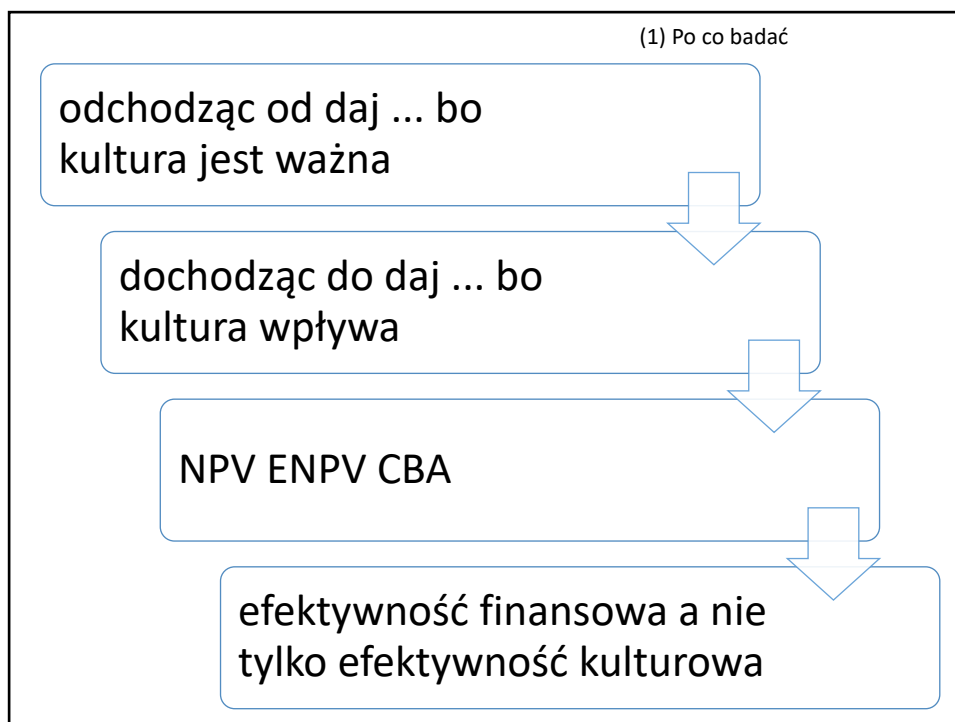 (1) Po co badać
odchodząc od daj ... bo
kultura jest ważna
dochodząc do daj ... bo
kultura wpływa
NPV ENPV CBA
efektywność finansowa a nie
tylko efektywność kulturowa